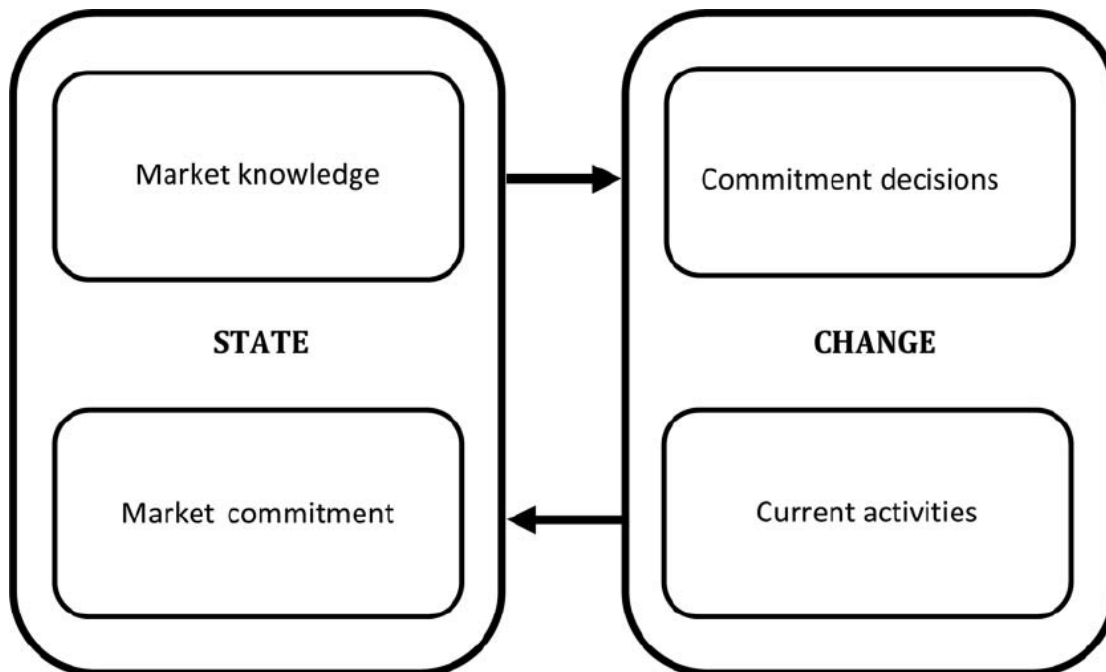 Market knowledge
Commitment decisions
STATE
CHANGE
Market commitment
Current activities